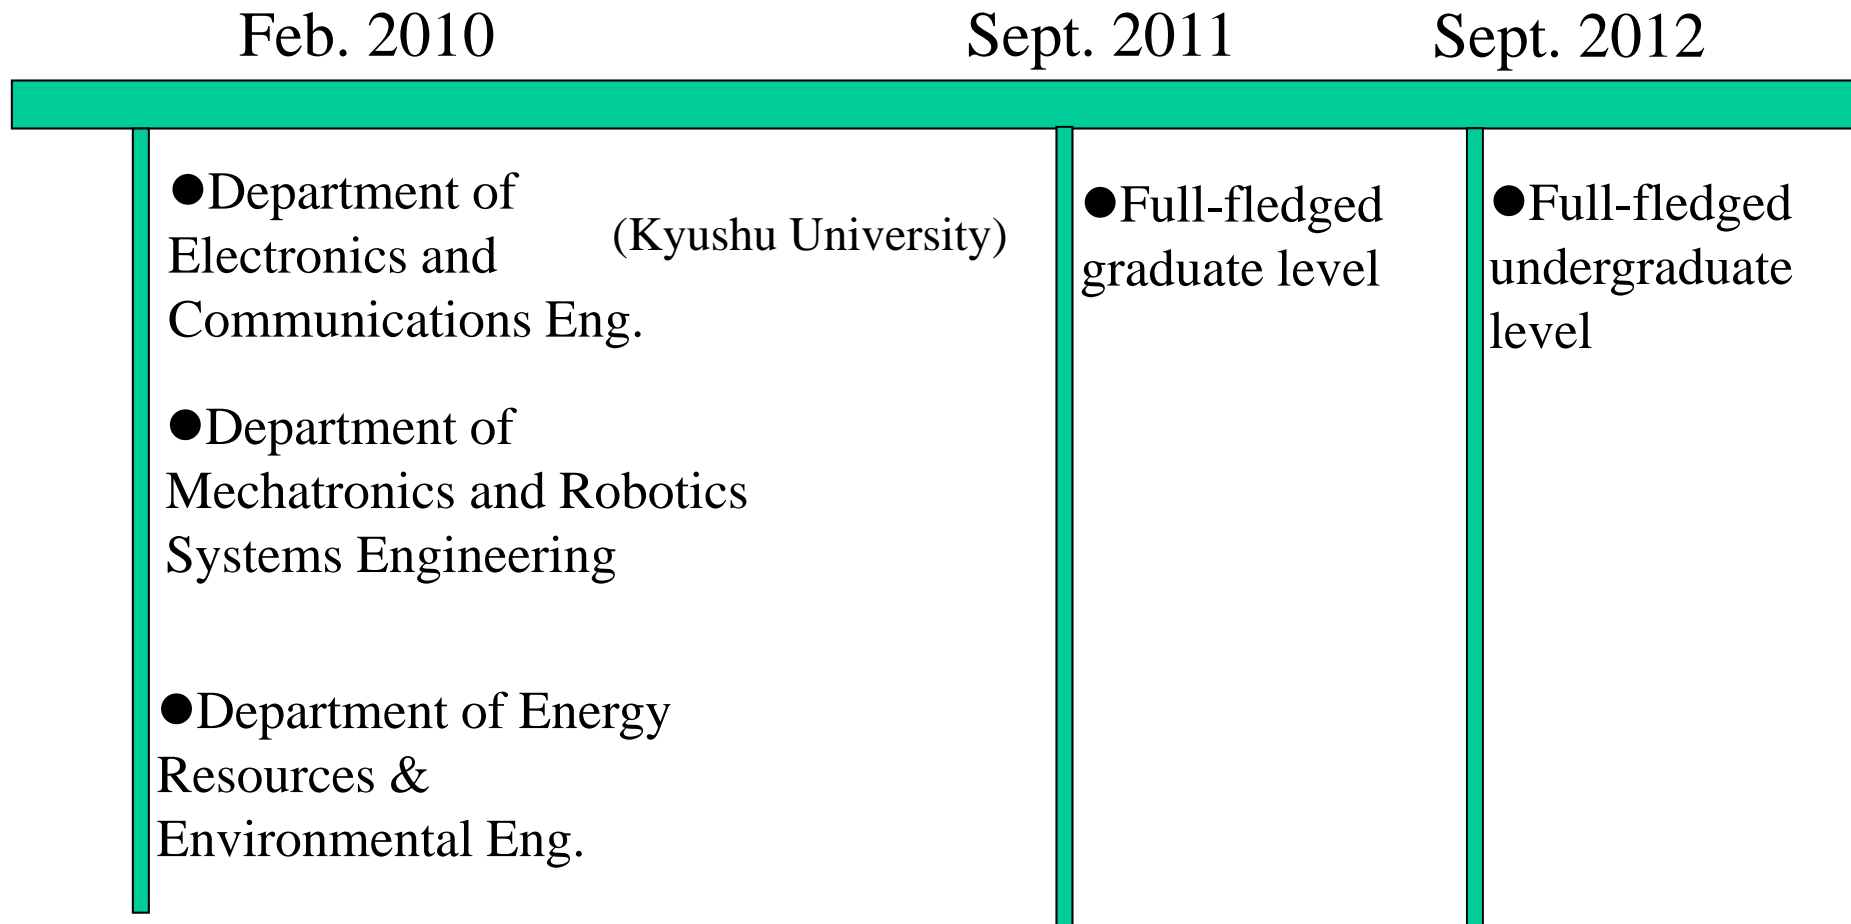 Feb. 2010
Sept. 2011
Sept. 2012
●Department of
Electronics and
Communications Eng.
(Kyushu University)
●Department of
Mechatronics and Robotics
Systems Engineering
●Department of Energy
Resources &
Environmental Eng.
●Full-fledged
graduate level
●Full-fledged
undergraduate
level